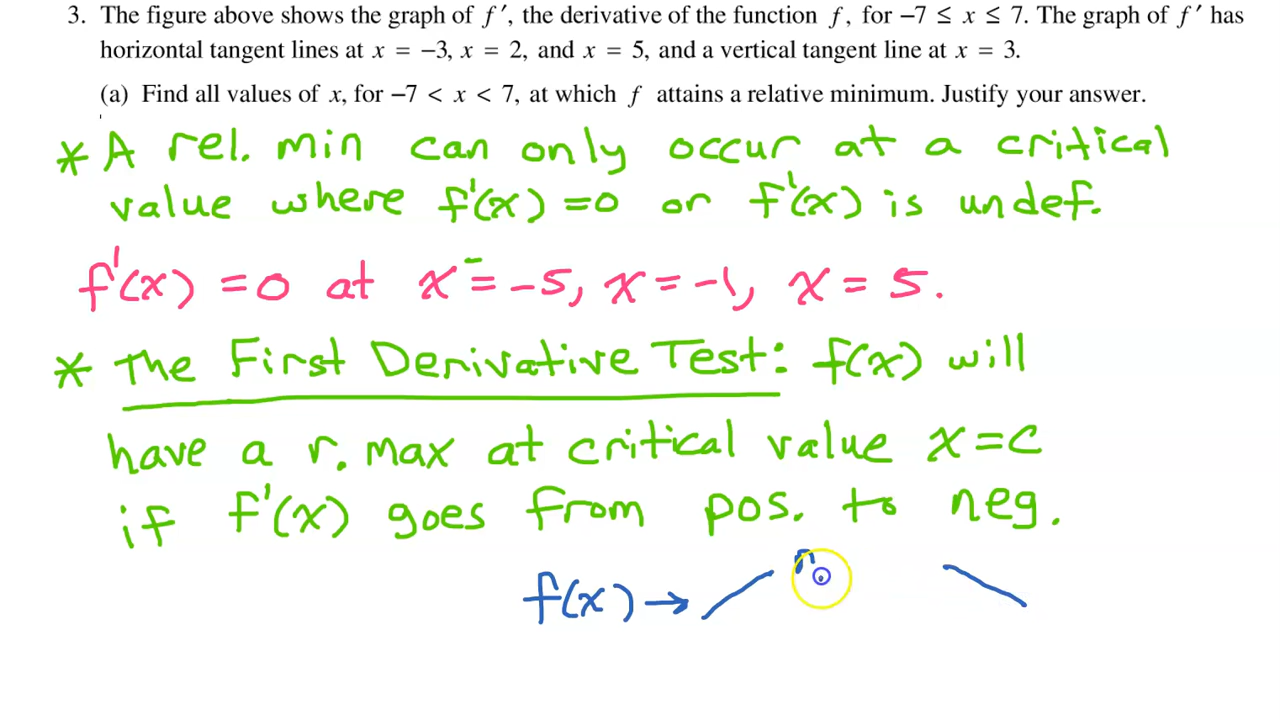 3. The figure above shows the graph of f′, the derivative of the function f, for −7 ≤ x ≤ 7. The graph of f′ has
horizontal tangent lines at x = −3, x = 2, and x = 5, and a vertical tangent line at x = 3.
(a) Find all values of x, for −7 < x < 7, at which f attains a relative minimum. Justify your answer.
* A rel. min can only occur at a critical
value where f'(x) = 0 or f'(x) is undef.
f'(x) = 0 at x = -5, x = -1, x = 5.
* The First Derivative Test: f(x) will
have a r. max at critical value x = c
if f'(x) goes from pos. to neg.
f(x) →